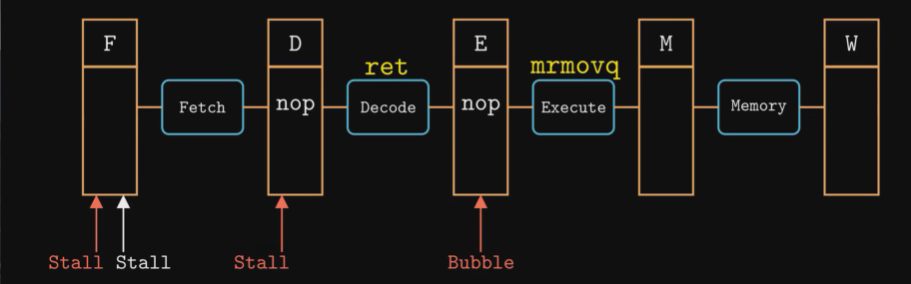 F D E M W
ret mrmovq
Fetch nop Decode nop Execute Memory
Stall Stall Stall Bubble